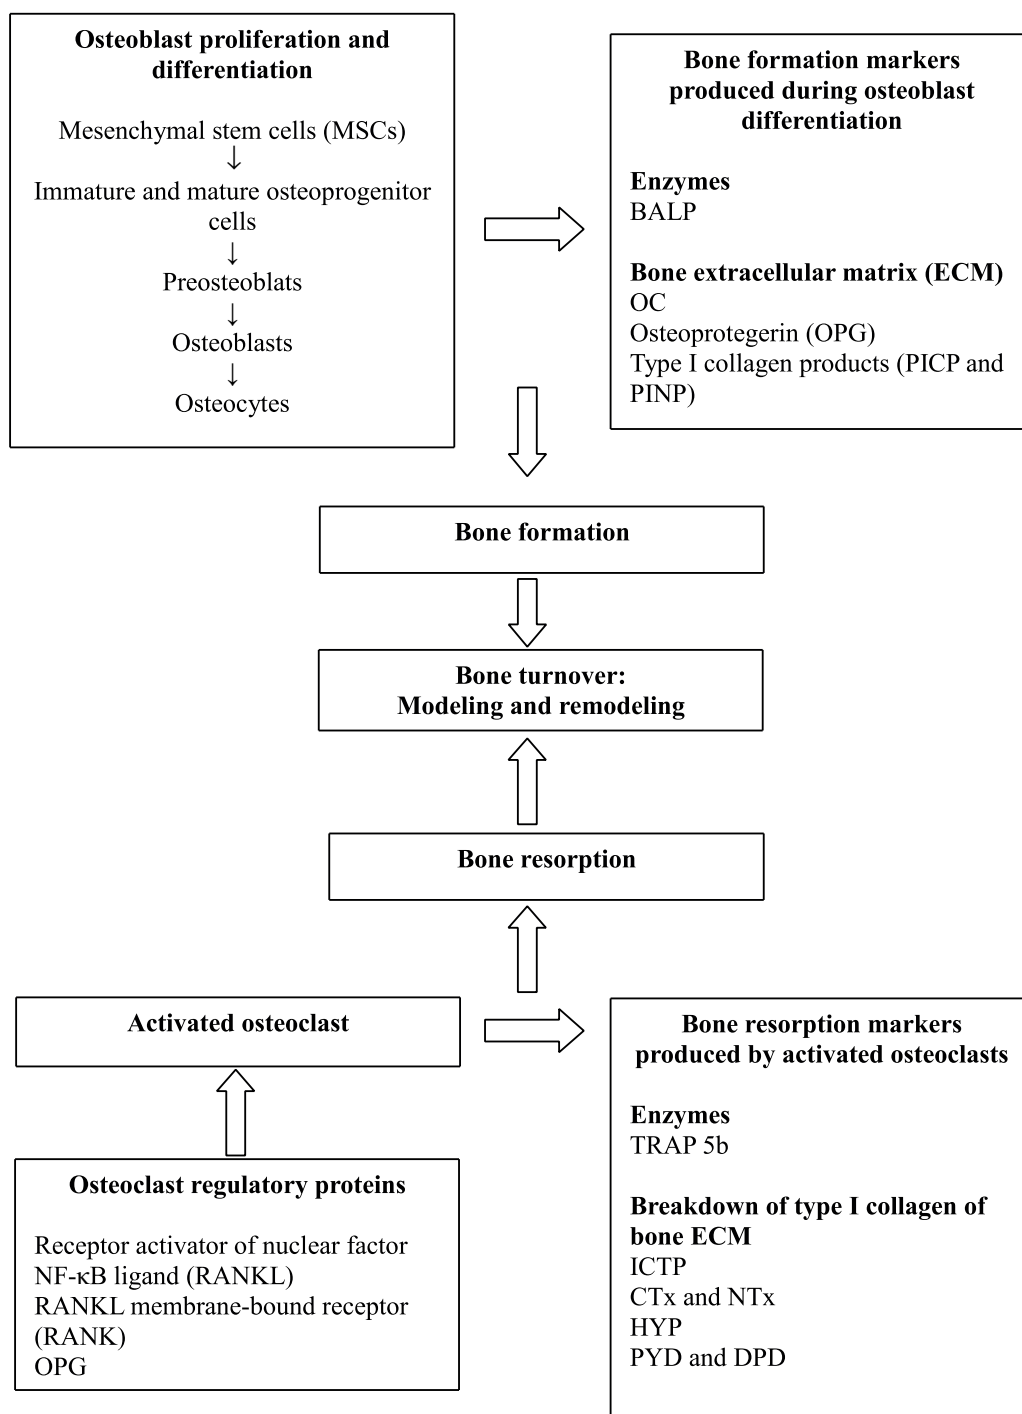 Osteoblast proliferation and
differentiation
Mesenchymal stem cells (MSCs)
↓
Immature and mature osteoprogenitor
cells
↓
Preosteoblats
↓
Osteoblasts
↓
Osteocytes
Bone formation markers
produced during osteoblast
differentiation
Enzymes
BALP
Bone extracellular matrix (ECM)
OC
Osteoprotegerin (OPG)
Type I collagen products (PICP and
PINP)
Bone formation
Bone turnover:
Modeling and remodeling
Bone resorption
Activated osteoclast
Osteoclast regulatory proteins
Receptor activator of nuclear factor
NF-κB ligand (RANKL)
RANKL membrane-bound receptor
(RANK)
OPG
Bone resorption markers
produced by activated osteoclasts
Enzymes
TRAP 5b
Breakdown of type I collagen of
bone ECM
ICTP
CTx and NTx
HYP
PYD and DPD